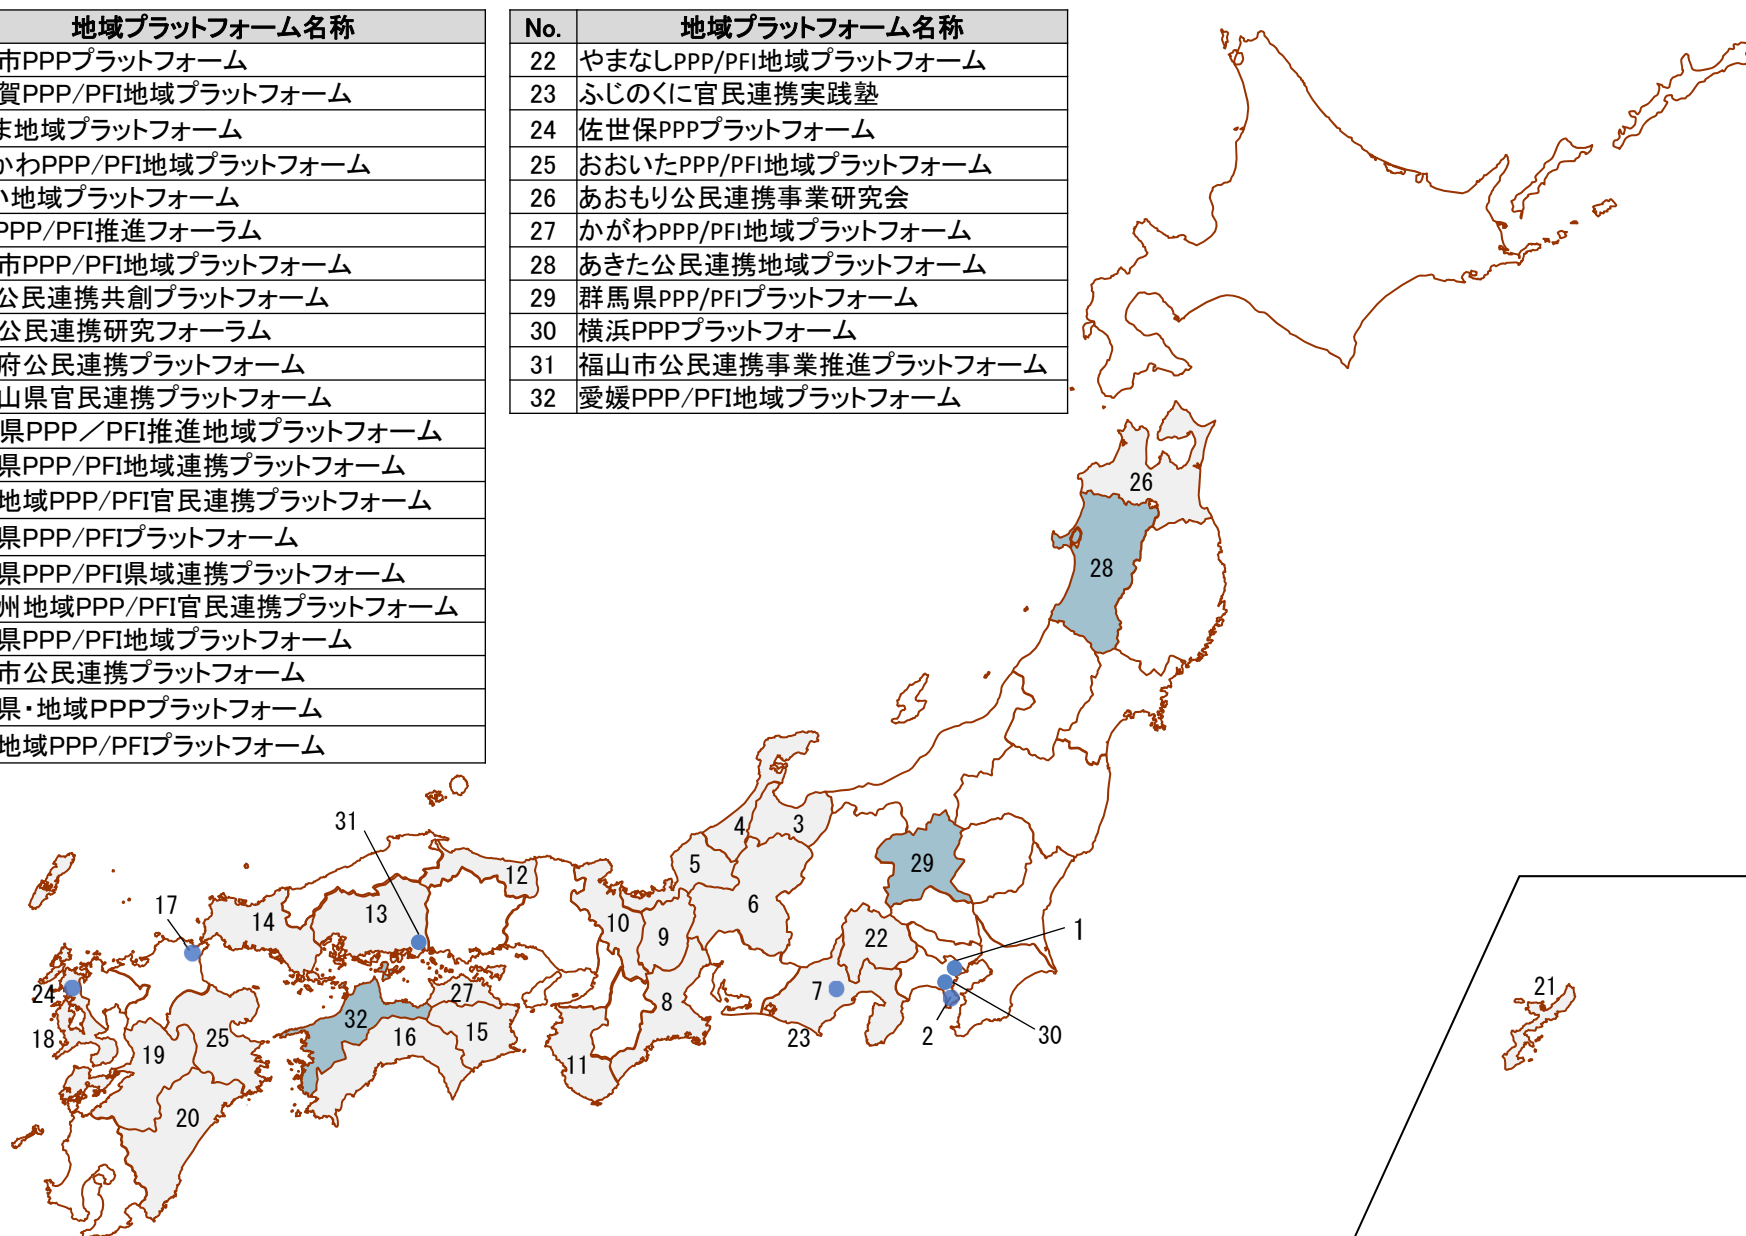 地域プラットフォーム名称
市PPPプラットフォーム
賀PPP/PFI地域プラットフォーム
ま地域プラットフォーム
かわPPP/PFI地域プラットフォーム
い地域プラットフォーム
PPP/PFI推進フォーラム
市PPP/PFI地域プラットフォーム
公民連携共創プラットフォーム
公民連携研究フォーラム
府公民連携プラットフォーム
山県官民連携プラットフォーム
県PPP／PFI推進地域プラットフォーム
県PPP/PFI地域連携プラットフォーム
地域PPP/PFI官民連携プラットフォーム
県PPP/PFIプラットフォーム
県PPP/PFI県域連携プラットフォーム
州地域PPP/PFI官民連携プラットフォーム
県PPP/PFI地域プラットフォーム
市公民連携プラットフォーム
県・地域PPPプラットフォーム
地域PPP/PFIプラットフォーム
No. 地域プラットフォーム名称
22 やまなしPPP/PFI地域プラットフォーム
23 ふじのくに官民連携実践塾
24 佐世保PPPプラットフォーム
25 おおいたPPP/PFI地域プラットフォーム
26 あおもり公民連携事業研究会
27 かがわPPP/PFI地域プラットフォーム
28 あきた公民連携地域プラットフォーム
29 群馬県PPP/PFIプラットフォーム
30 横浜PPPプラットフォーム
31 福山市公民連携事業推進プラットフォーム
32 愛媛PPP/PFI地域プラットフォーム
26
28
31
4
3
29
5
12
6
17
14
13
10
9
22
1
24
27
7
8
21
32
18
19
25
16
15
23
2
30
11
20